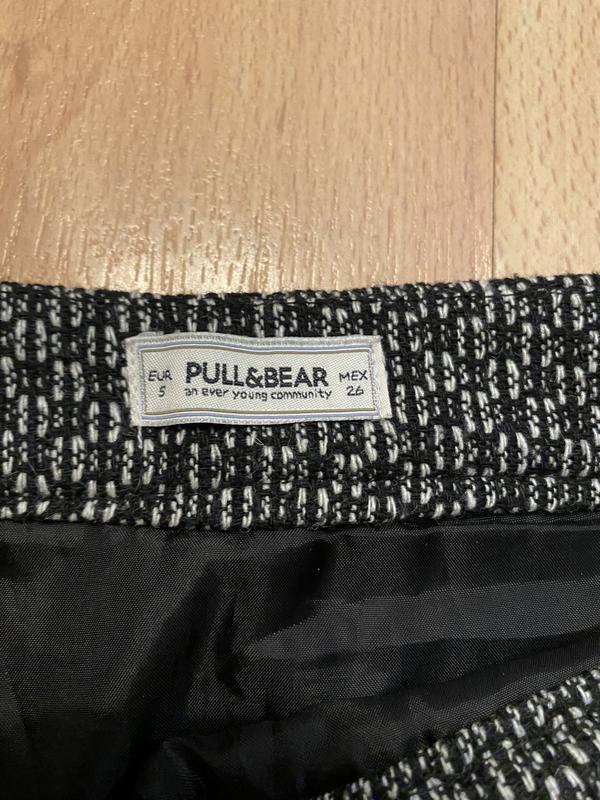 EUR
S
PULL&BEAR
an ever young community
MEX
26